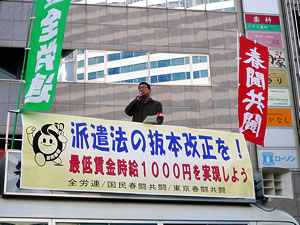 全労連
春闘共闘
歯科
派遣法の抜本改正を!
最低賃金時給1000円を実現しよう
全労連/国民春闘共闘/東京春闘共闘
ローソン